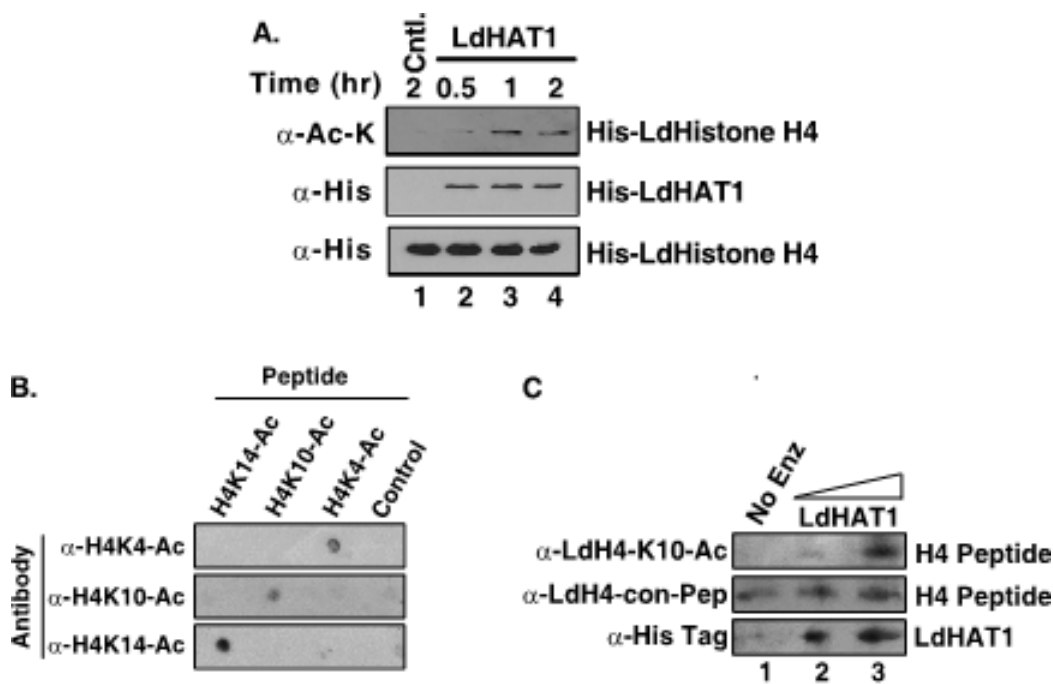 A.
Cntl.
LdHAT1
Time (hr) 2 0.5 1 2
α-Ac-K His-LdHistone H4
α-His His-LdHAT1
α-His His-LdHistone H4
1 2 3 4
B.
Peptide
H4K14-Ac H4K10-Ac H4K4-Ac Control
Antibody
α-H4K4-Ac
α-H4K10-Ac
α-H4K14-Ac
C
No Enz LdHAT1
α-LdH4-K10-Ac H4 Peptide
α-LdH4-con-Pep H4 Peptide
α-His Tag LdHAT1
1 2 3